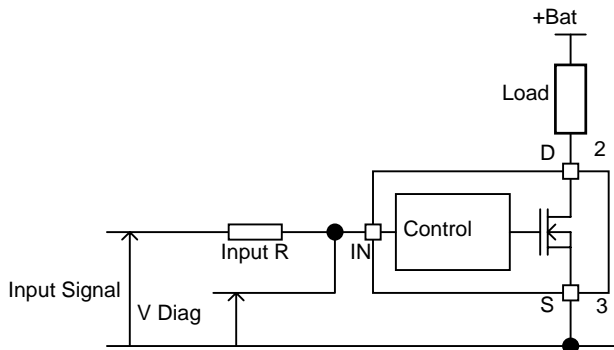 +Bat
Load
D 2
Control
IN
Input R
Input Signal
V Diag
S 3